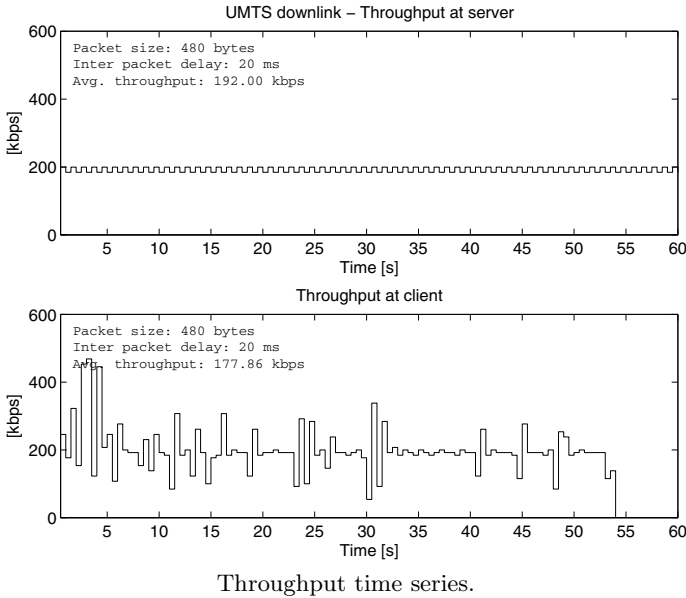 UMTS downlink – Throughput at server
600
Packet size: 480 bytes
Inter packet delay: 20 ms
Avg. throughput: 192.00 kbps
400
[kbps]
200
0
5 10 15 20 25 30 35 40 45 50 55 60
Time [s]
Throughput at client
600
Packet size: 480 bytes
Inter packet delay: 20 ms
Avg. throughput: 177.86 kbps
400
[kbps]
200
0
5 10 15 20 25 30 35 40 45 50 55 60
Time [s]
Throughput time series.